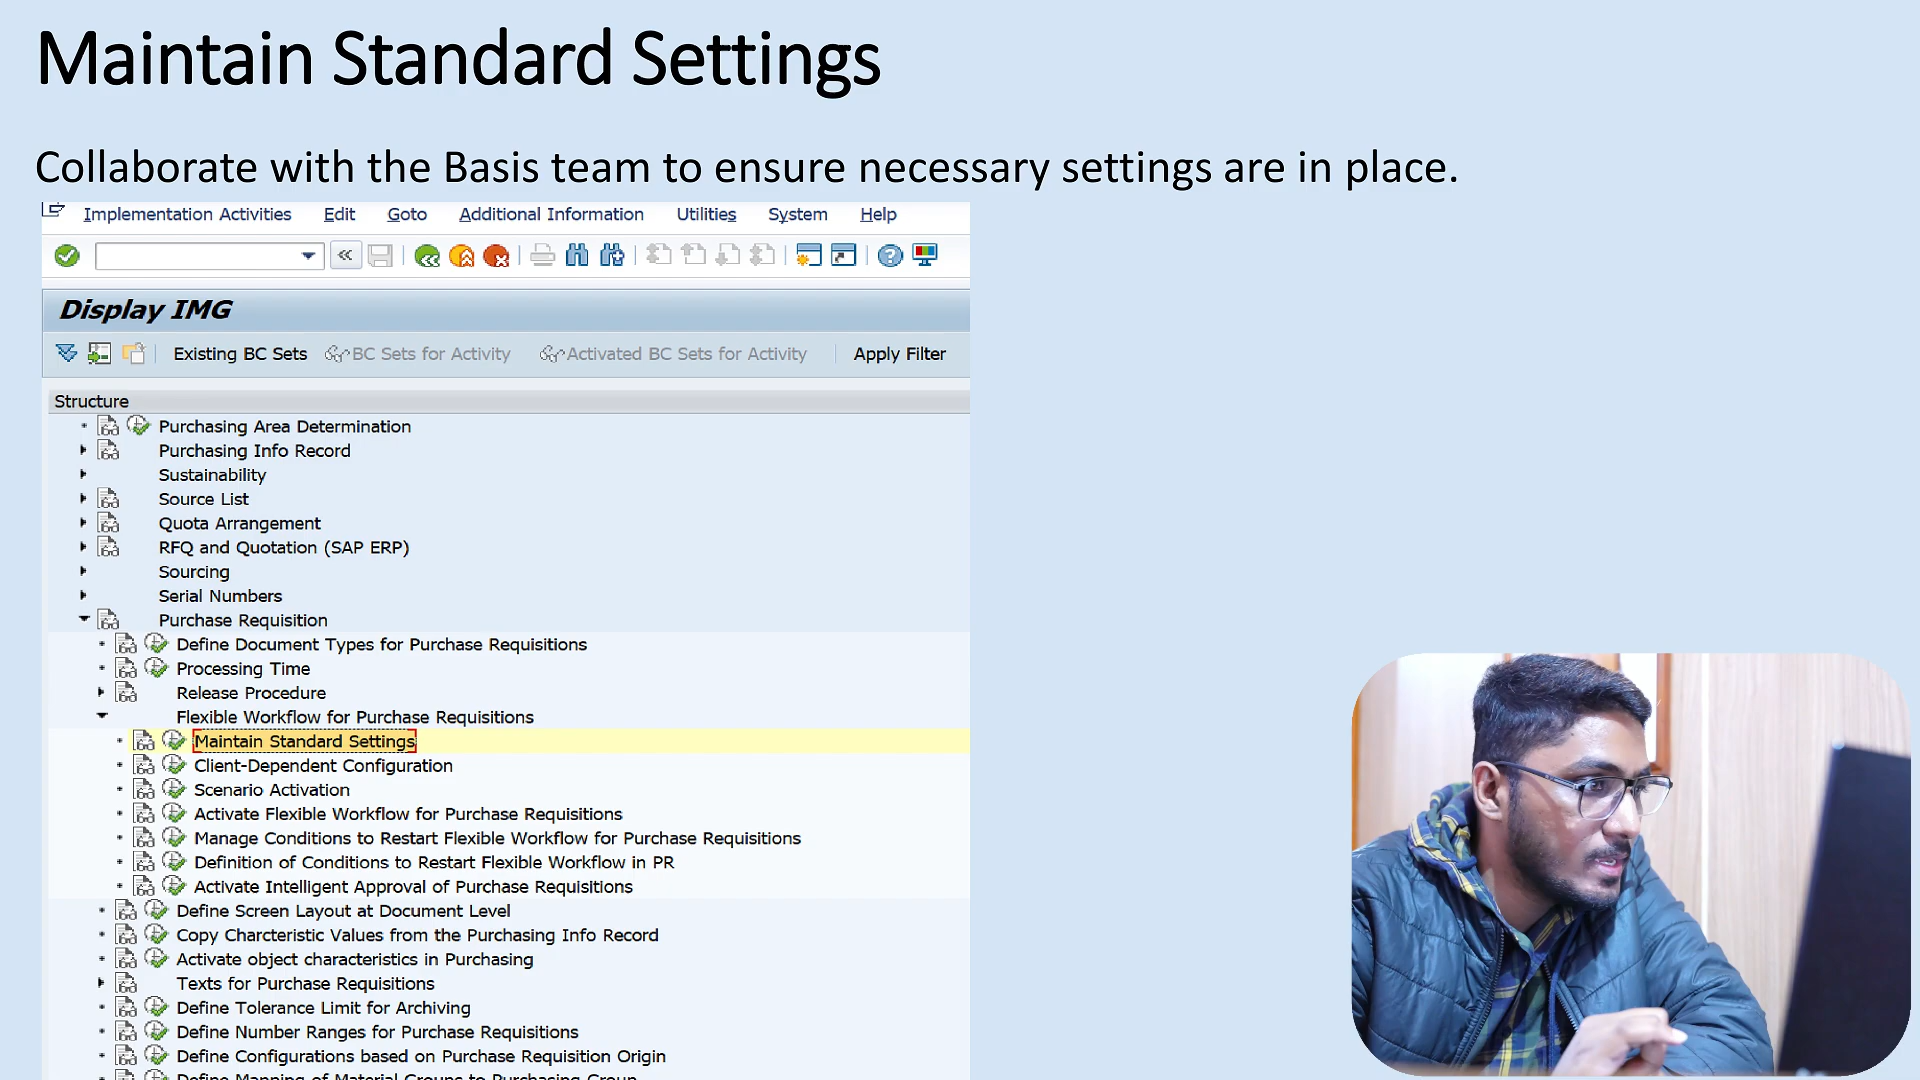 Maintain Standard Settings
Collaborate with the Basis team to ensure necessary settings are in place.
Implementation Activities Edit Goto Additional Information Utilities System Help
Display IMG
Existing BC Sets BC Sets for Activity Activated BC Sets for Activity Apply Filter
Structure
Purchasing Area Determination
Purchasing Info Record
Sustainability
Source List
Quota Arrangement
RFQ and Quotation (SAP ERP)
Sourcing
Serial Numbers
Purchase Requisition
Define Document Types for Purchase Requisitions
Processing Time
Release Procedure
Flexible Workflow for Purchase Requisitions
Maintain Standard Settings
Client-Dependent Configuration
Scenario Activation
Activate Flexible Workflow for Purchase Requisitions
Manage Conditions to Restart Flexible Workflow for Purchase Requisitions
Definition of Conditions to Restart Flexible Workflow in PR
Activate Intelligent Approval of Purchase Requisitions
Define Screen Layout at Document Level
Copy Charcteristic Values from the Purchasing Info Record
Activate object characteristics in Purchasing
Texts for Purchase Requisitions
Define Tolerance Limit for Archiving
Define Number Ranges for Purchase Requisitions
Define Configurations based on Purchase Requisition Origin
Define Mapping of Material Groups to Purchasing Group